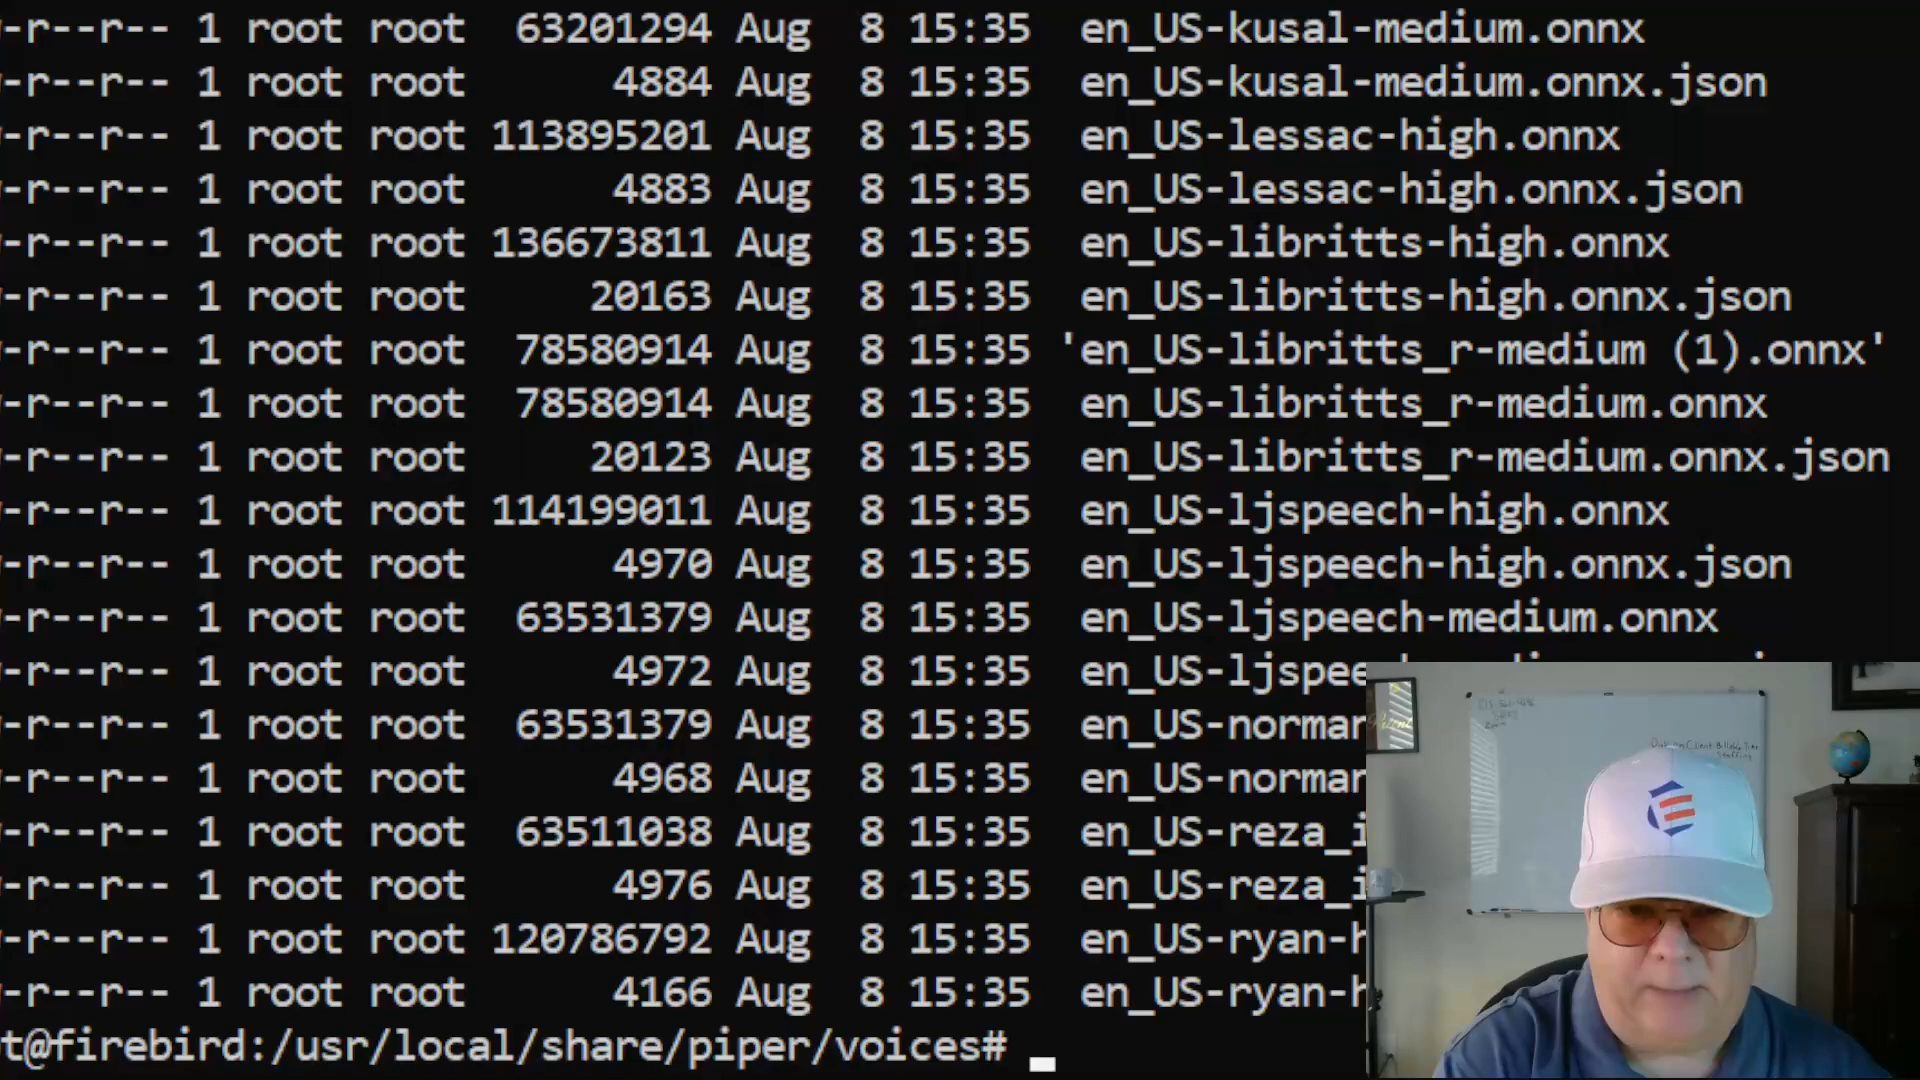 -r--r-- 1 root root 63201294 Aug 8 15:35 en_US-kusal-medium.onnx
-r--r-- 1 root root 4884 Aug 8 15:35 en_US-kusal-medium.onnx.json
-r--r-- 1 root root 113895201 Aug 8 15:35 en_US-lessac-high.onnx
-r--r-- 1 root root 4883 Aug 8 15:35 en_US-lessac-high.onnx.json
-r--r-- 1 root root 136673811 Aug 8 15:35 en_US-libritts-high.onnx
-r--r-- 1 root root 20163 Aug 8 15:35 en_US-libritts-high.onnx.json
-r--r-- 1 root root 78580914 Aug 8 15:35 'en_US-libritts_r-medium (1).onnx'
-r--r-- 1 root root 78580914 Aug 8 15:35 en_US-libritts_r-medium.onnx
-r--r-- 1 root root 20123 Aug 8 15:35 en_US-libritts_r-medium.onnx.json
-r--r-- 1 root root 114199011 Aug 8 15:35 en_US-ljspeech-high.onnx
-r--r-- 1 root root 4970 Aug 8 15:35 en_US-ljspeech-high.onnx.json
-r--r-- 1 root root 63531379 Aug 8 15:35 en_US-ljspeech-medium.onnx
-r--r-- 1 root root 4972 Aug 8 15:35 en_US-ljspee
-r--r-- 1 root root 63531379 Aug 8 15:35 en_US-norman
-r--r-- 1 root root 4968 Aug 8 15:35 en_US-norman
-r--r-- 1 root root 63511038 Aug 8 15:35 en_US-reza_i
-r--r-- 1 root root 4976 Aug 8 15:35 en_US-reza_i
-r--r-- 1 root root 120786792 Aug 8 15:35 en_US-ryan-h
-r--r-- 1 root root 4166 Aug 8 15:35 en_US-ryan-h
t@firebird:/usr/local/share/piper/voices#